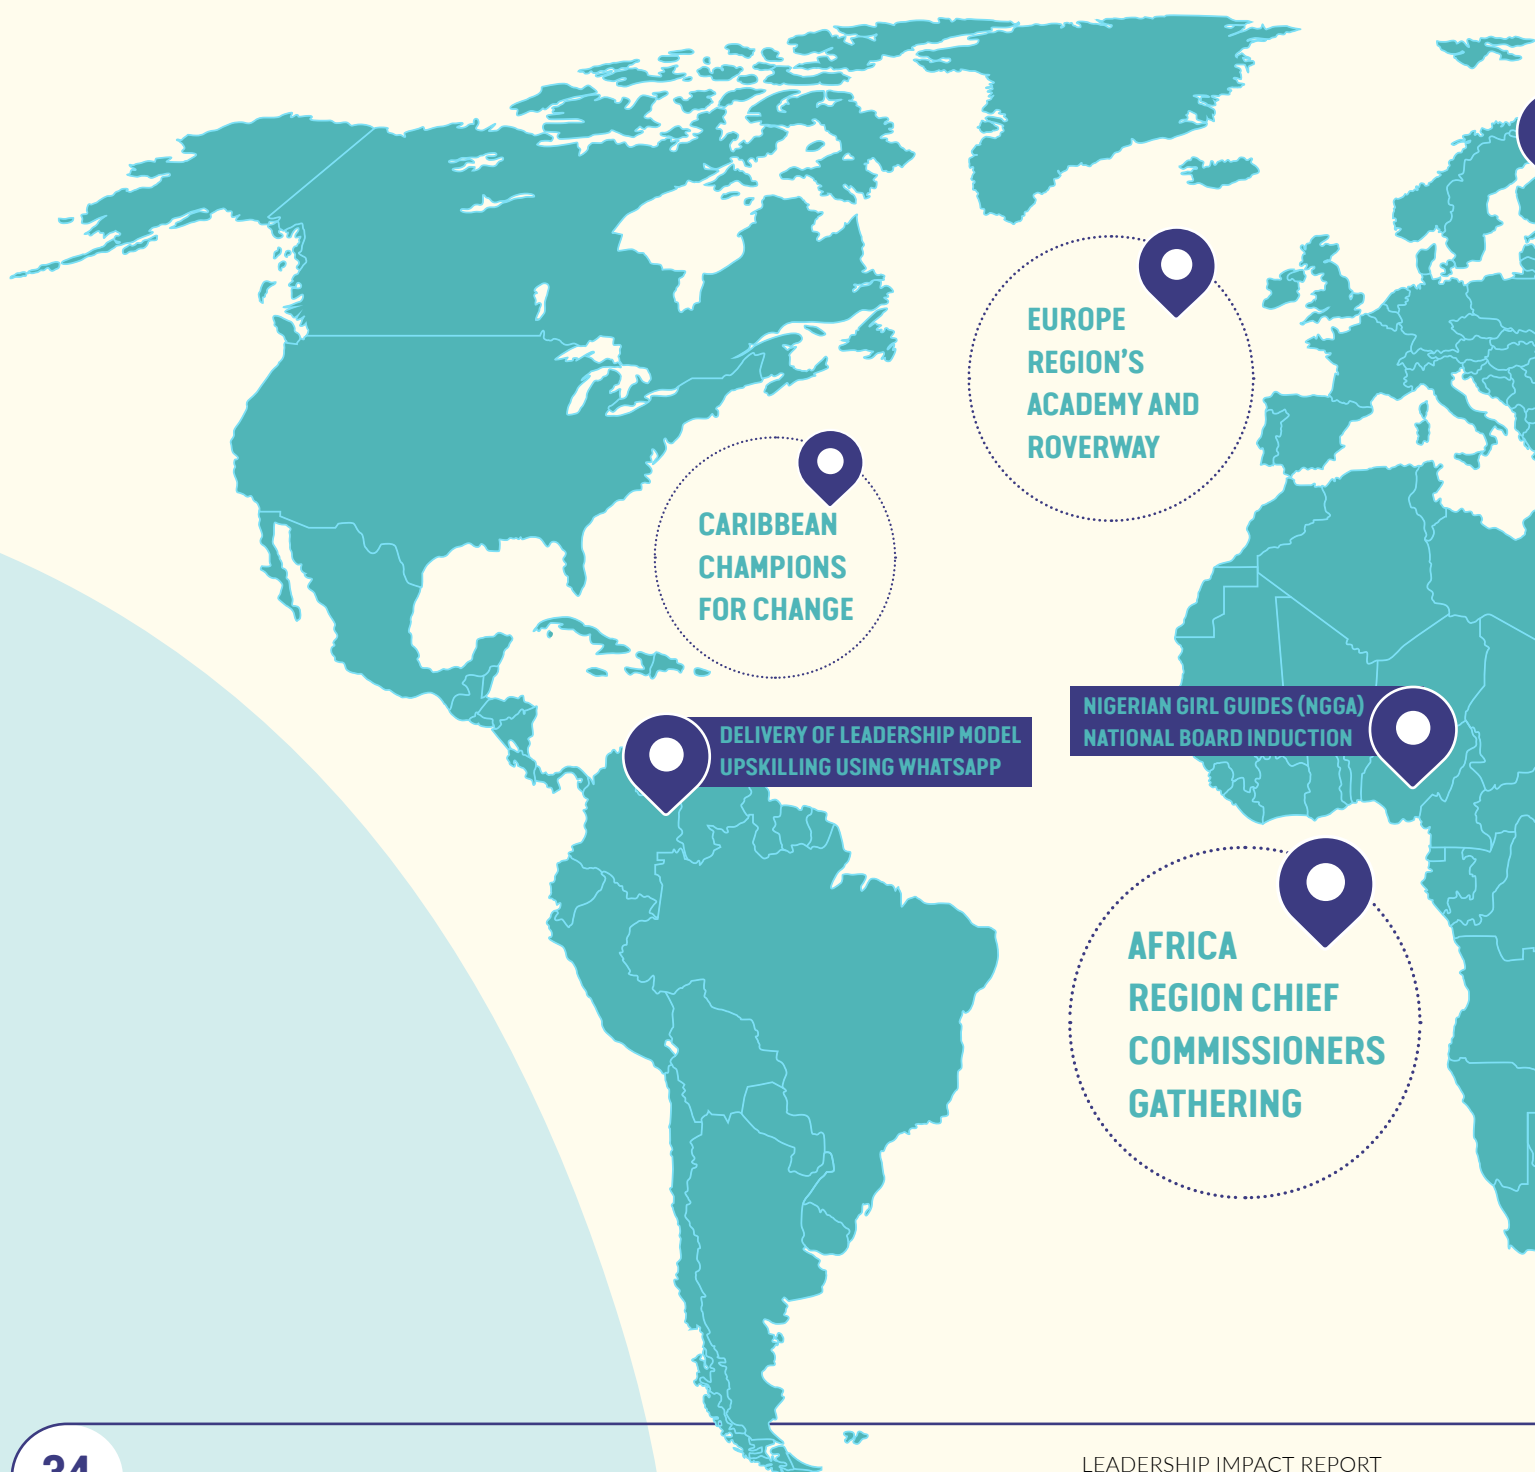 EUROPE
REGION’S
ACADEMY AND
ROVERWAY
CARIBBEAN
CHAMPIONS
FOR CHANGE
DELIVERY OF LEADERSHIP MODEL
UPSKILLING USING WHATSAPP
NIGERIAN GIRL GUIDES (NGGA)
NATIONAL BOARD INDUCTION
AFRICA
REGION CHIEF
COMMISSIONERS
GATHERING
34
LEADERSHIP IMPACT REPORT